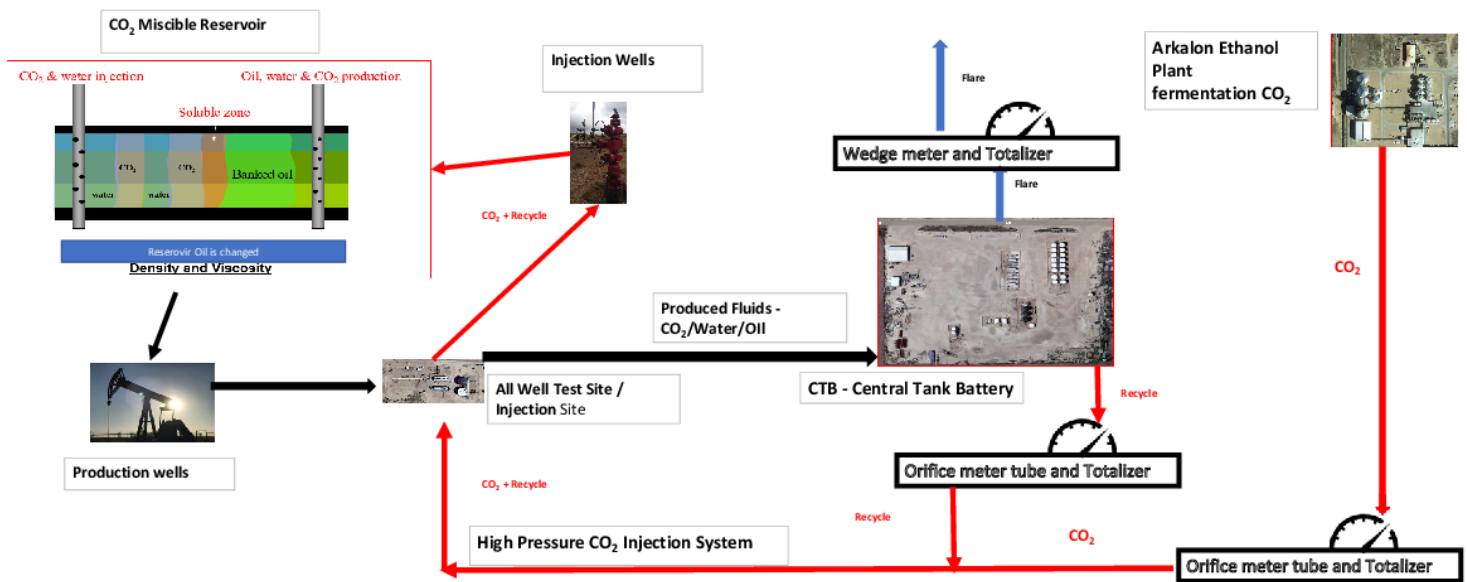 CO₂ Miscible Reservoir
CO₂ & water injection
Oil, water & CO₂ production
Soluble zone
CO₂
CO₂
Banked oil
water
water
Reserovir Oil is changed
Density and Viscosity
Production wells
Injection Wells
CO₂ + Recycle
All Well Test Site /
Injection Site
CO₂ + Recycle
Produced Fluids -
CO₂/Water/OIl
Flare
Wedge meter and Totalizer
Flare
CTB - Central Tank Battery
Recycle
Orifice meter tube and Totalizer
Recycle
High Pressure CO₂ Injection System
CO₂
Arkalon Ethanol
Plant
fermentation CO₂
CO₂
Orifice meter tube and Totalizer